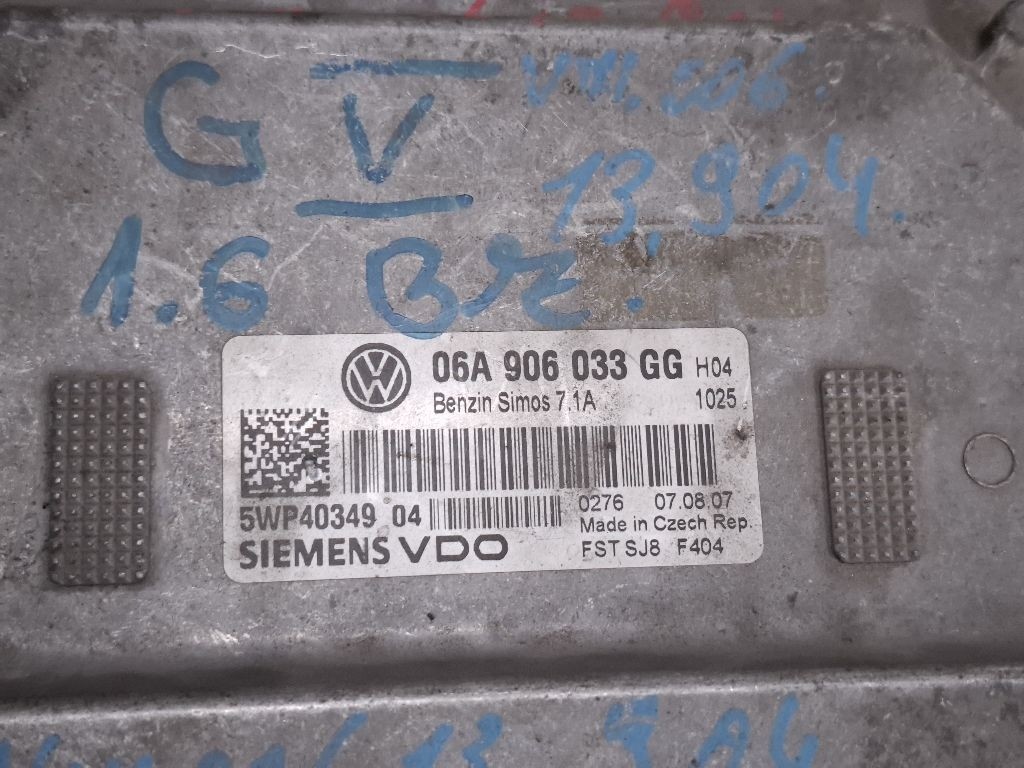 G V
13,904.
1.6
06A 906 033 GG H04
Benzin Simos 7.1A 1025
5WP40349 04
0276 07.08.07
Made in Czech Rep.
SIEMENS VDO
FST SJ8 F404